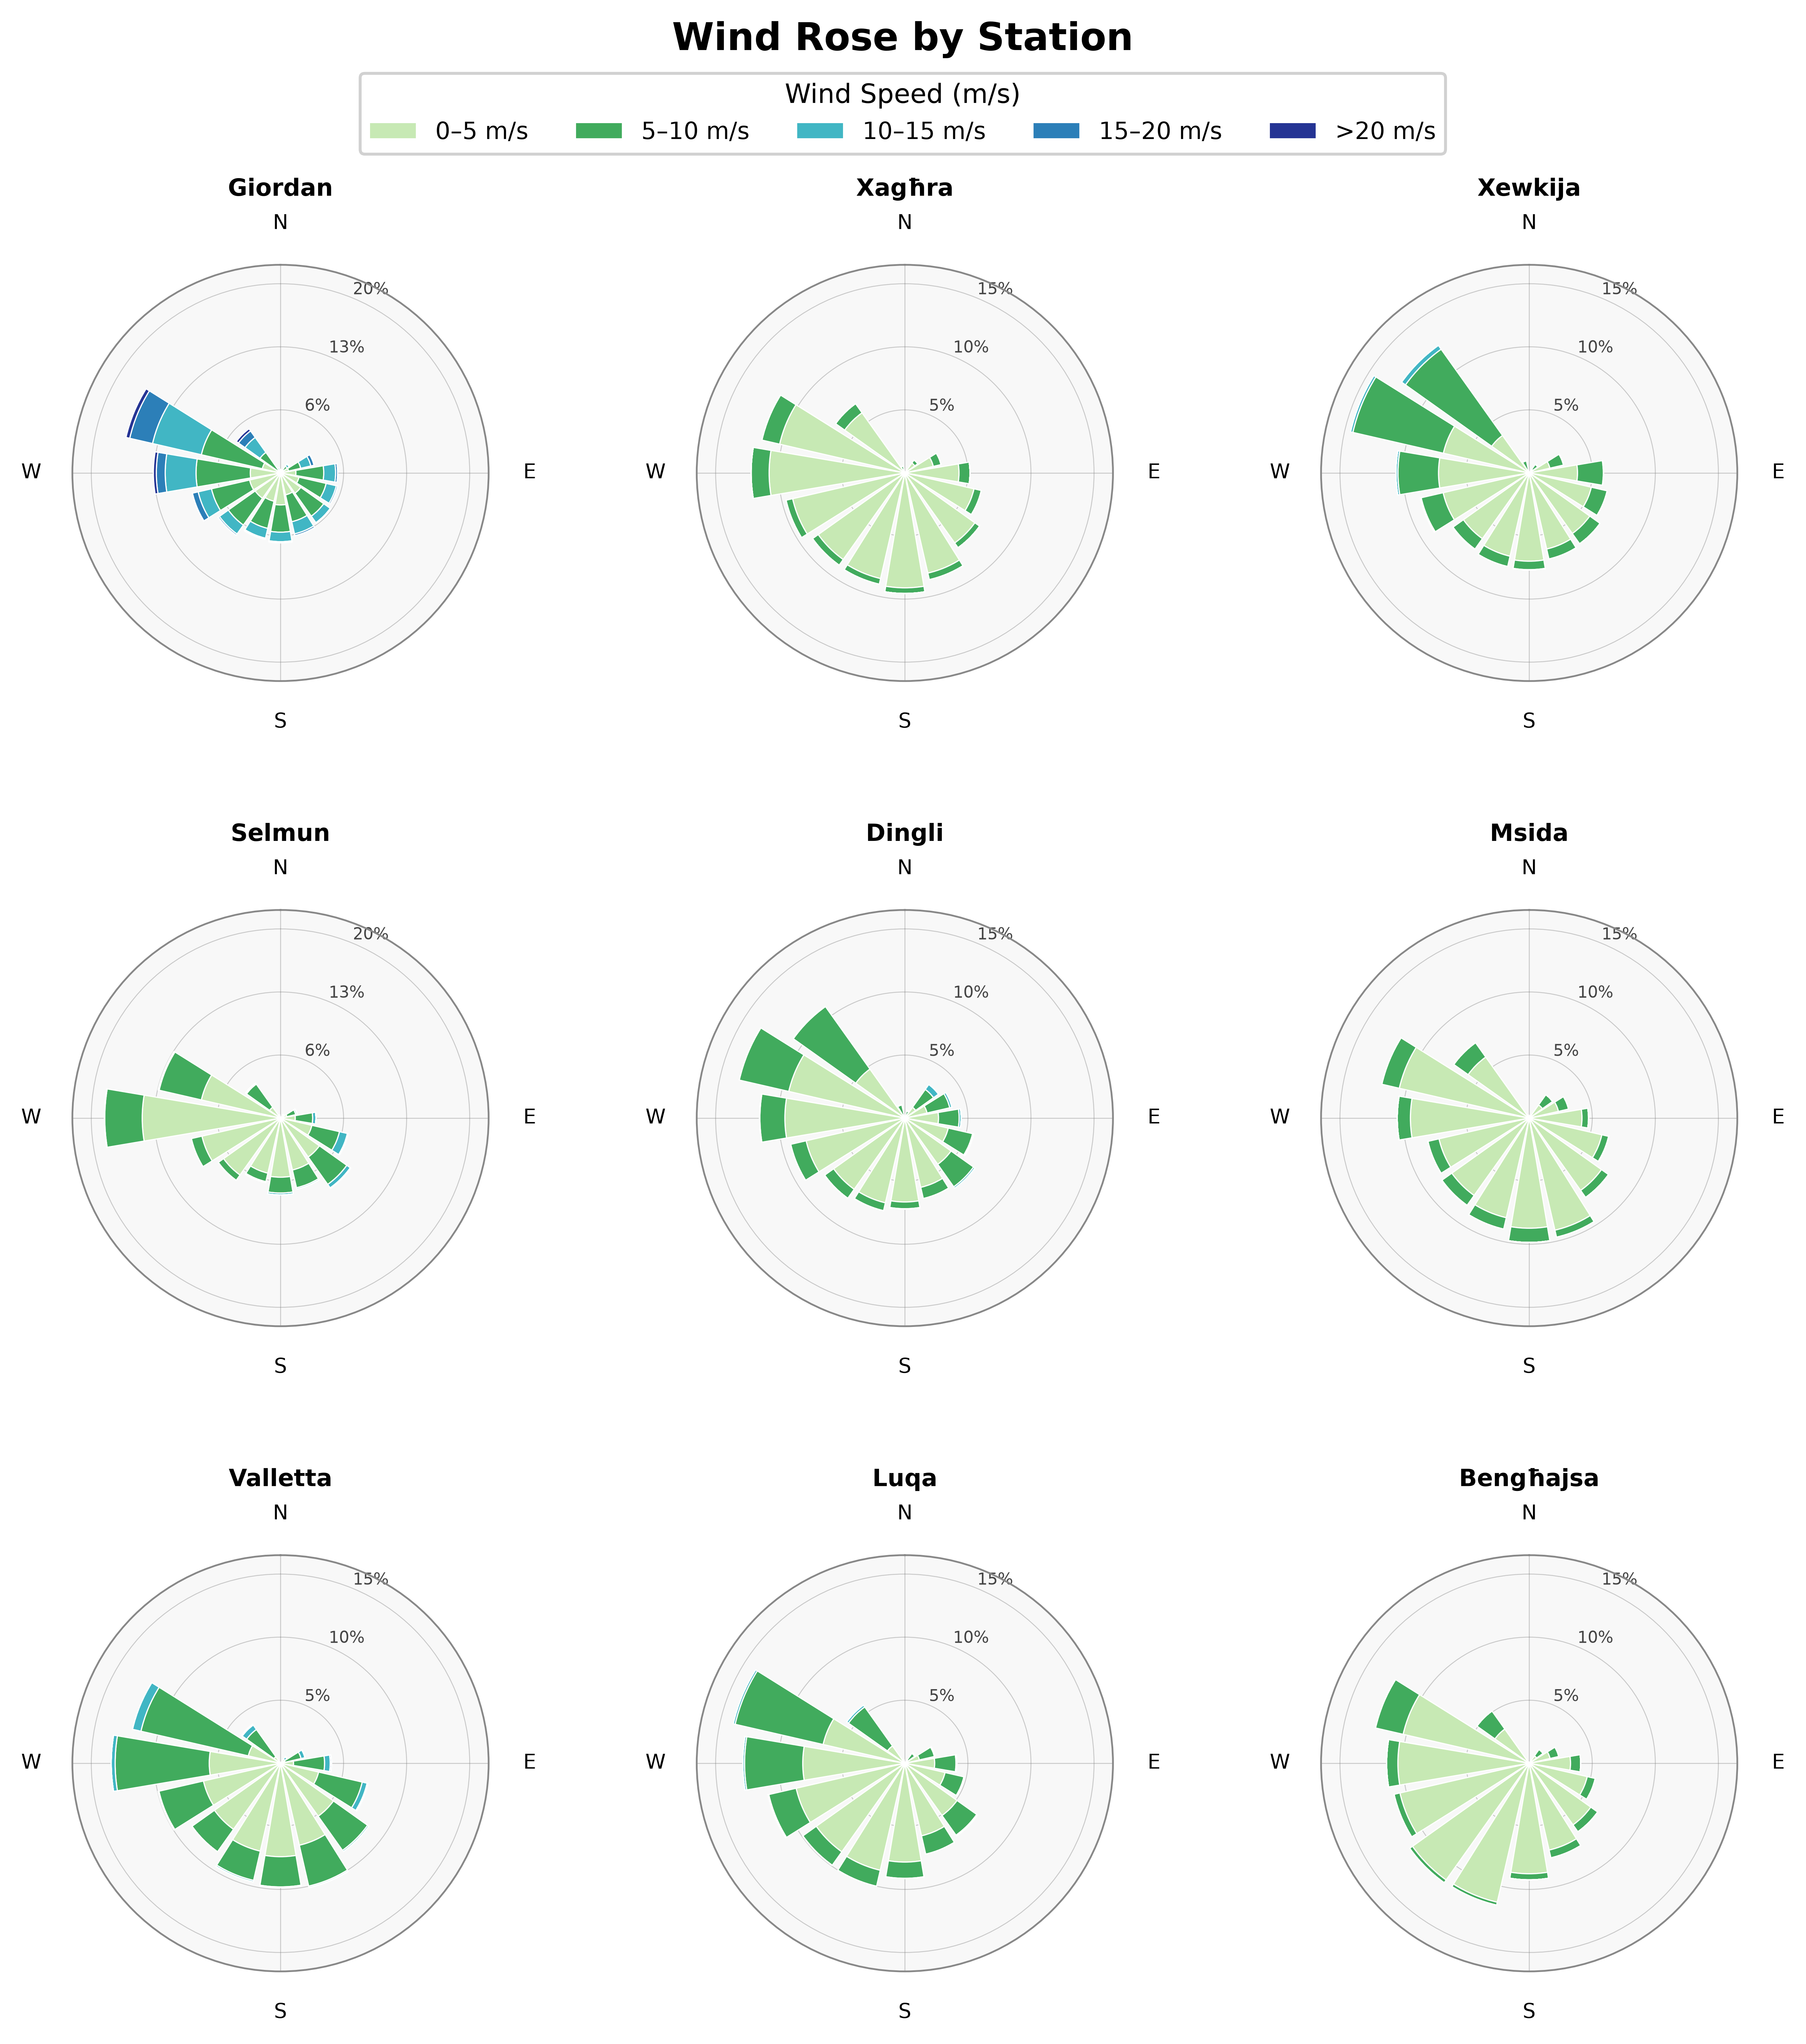 Wind Rose by Station
Wind Speed (m/s)
0–5 m/s 5–10 m/s 10–15 m/s 15–20 m/s >20 m/s
Giordan Xagħra Xewkija
N N N
20% 15% 15%
13% 10% 10%
6% 5% 5%
W E W E W E
S S S
Selmun Dingli Msida
N N N
20% 15% 15%
13% 10% 10%
6% 5% 5%
W E W E W E
S S S
Valletta Luqa Bengħajsa
N N N
15% 15% 15%
10% 10% 10%
5% 5% 5%
W E W E W E
S S S